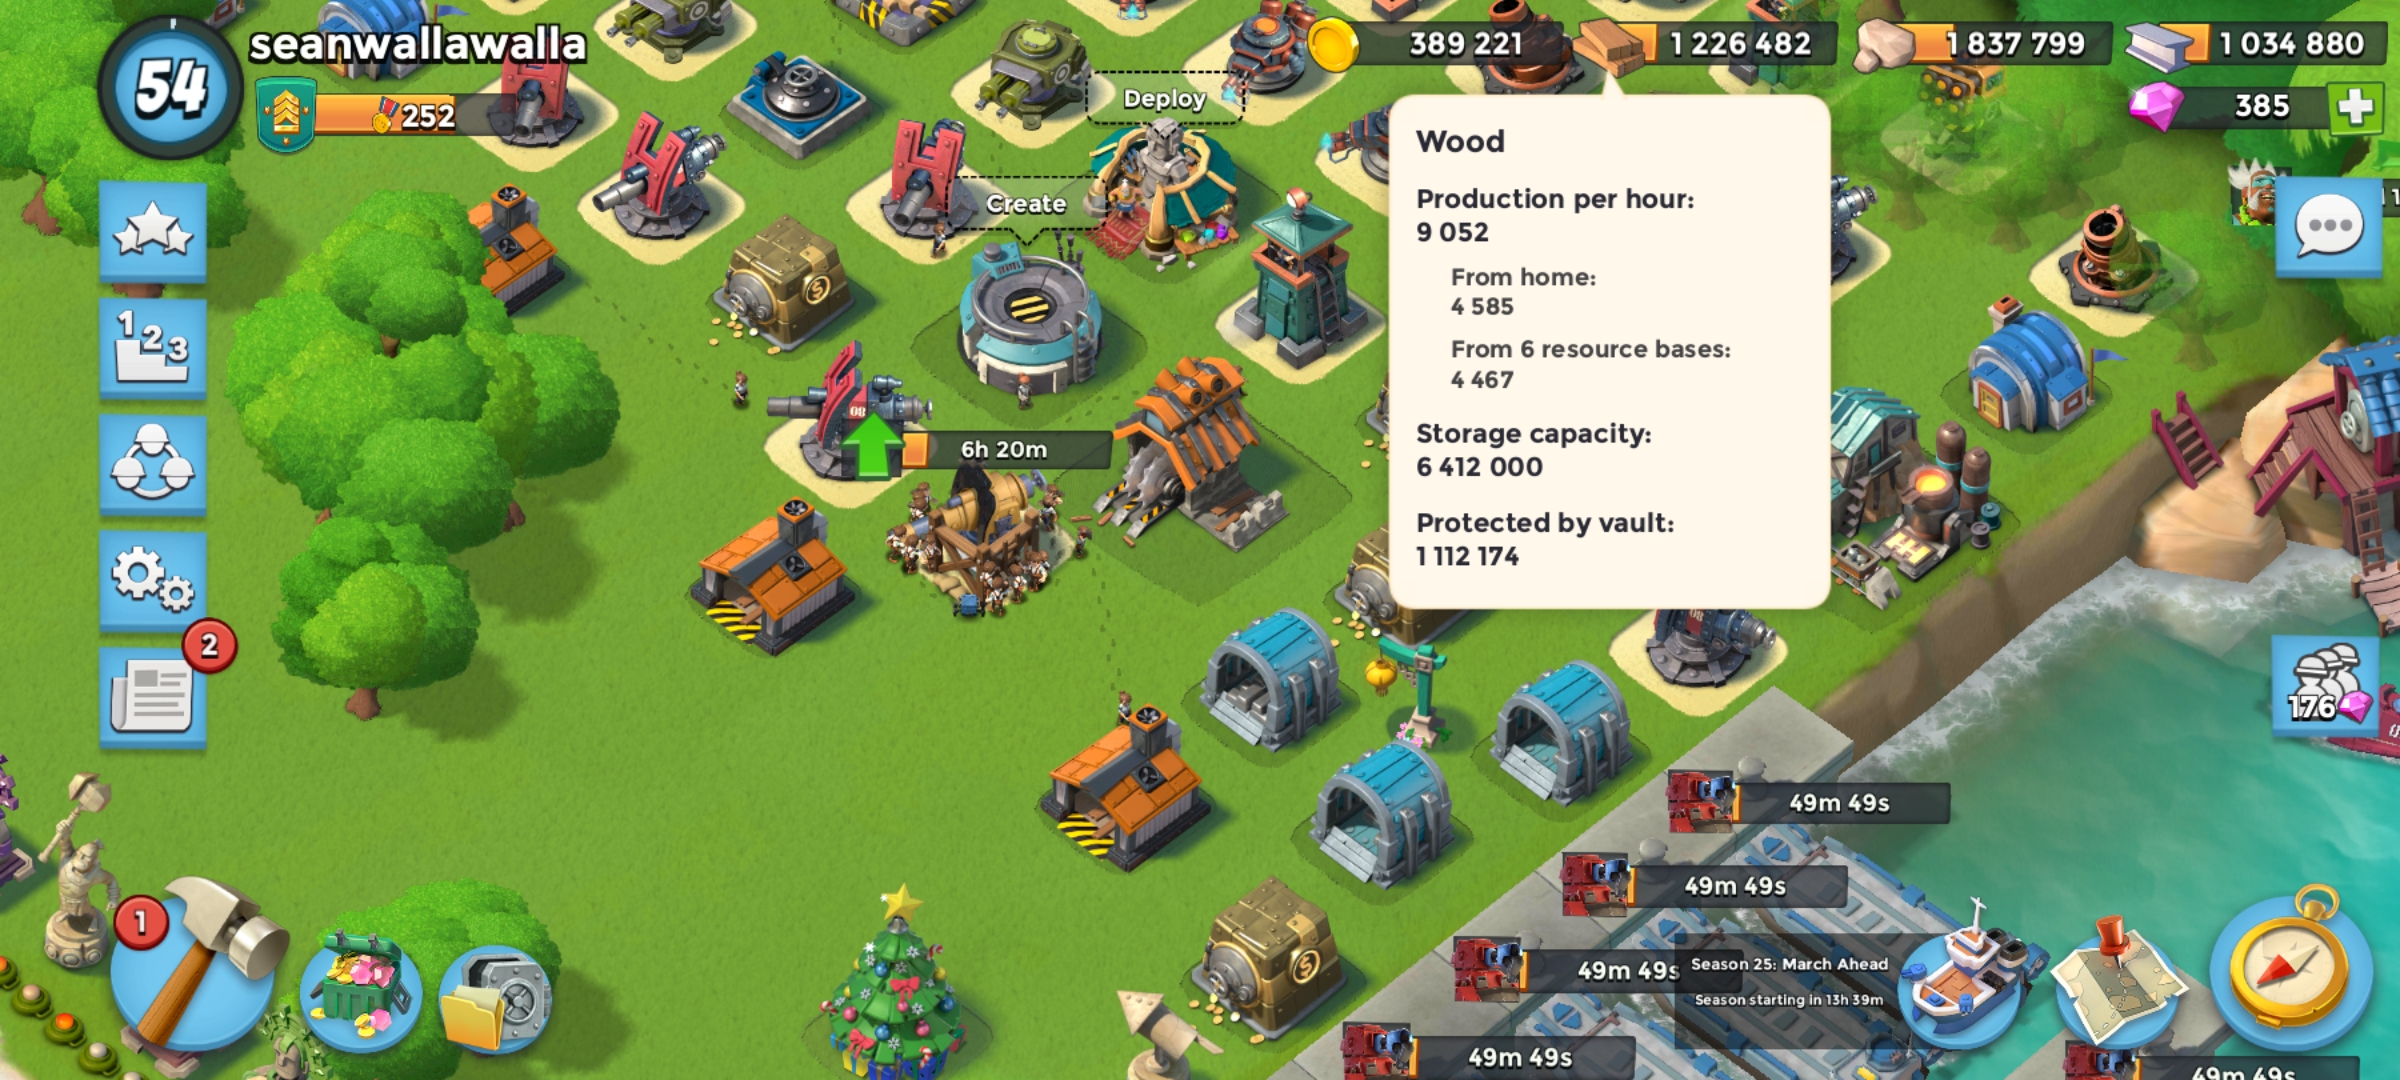 54
seanwallawalla
252
389 221
1 226 482
1 837 799
1 034 880
385
Deploy
Create
Wood
Production per hour:
9 052
From home:
4 585
From 6 resource bases:
4 467
Storage capacity:
6 412 000
Protected by vault:
1 112 174
123
6h 20m
2
176
49m 49s
49m 49s
49m 49s
49m 49s
49m 49s
Season 25: March Ahead
Season starting in 13h 39m
1